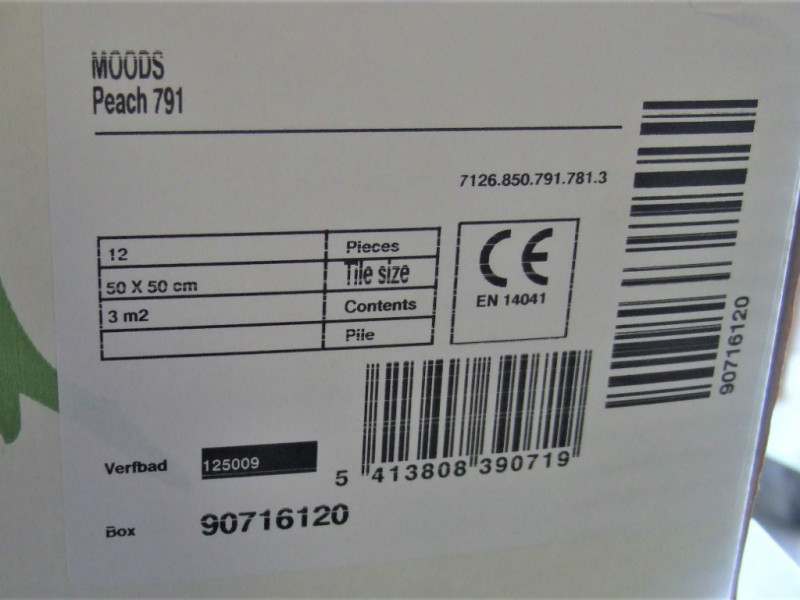 MOODS
Peach 791
7126.850.791.781.3
12 Pieces
50 X 50 cm Tile size
3 m2 Contents
Pile
CE
EN 14041
90716120
Verfbad 125009
5 413808 390719
Box 90716120